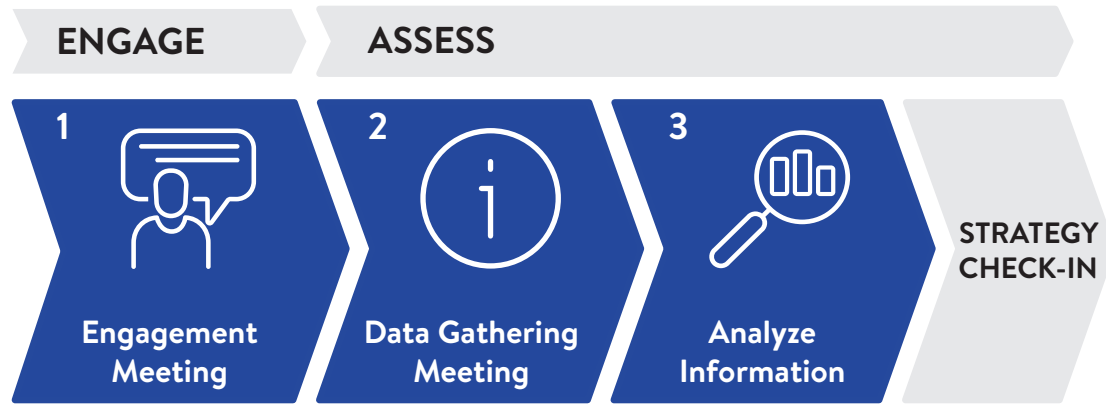 ENGAGE
ASSESS
1
Engagement
Meeting
2
Data Gathering
Meeting
3
Analyze
Information
STRATEGY
CHECK-IN